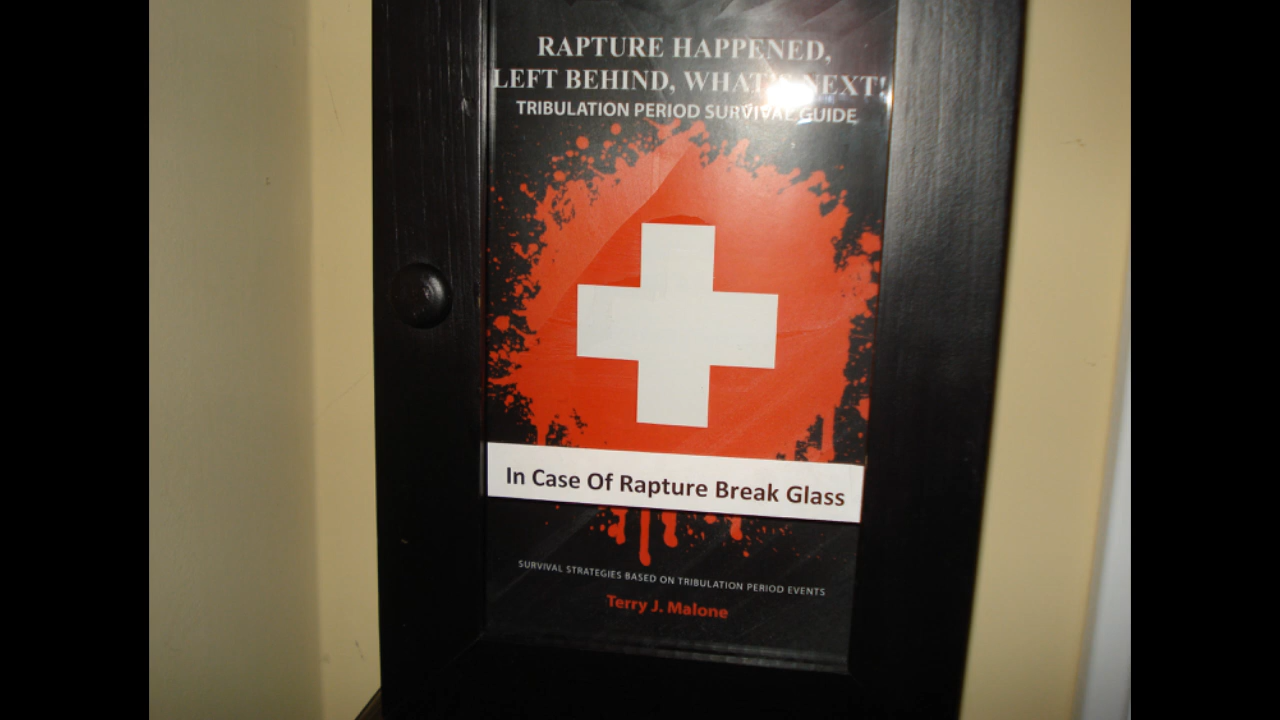 RAPTURE HAPPENED,
LEFT BEHIND, WHAT'S NEXT!
TRIBULATION PERIOD SURVIVAL GUIDE
In Case Of Rapture Break Glass
SURVIVAL STRATEGIES BASED ON TRIBULATION PERIOD EVENTS
Terry J. Malone